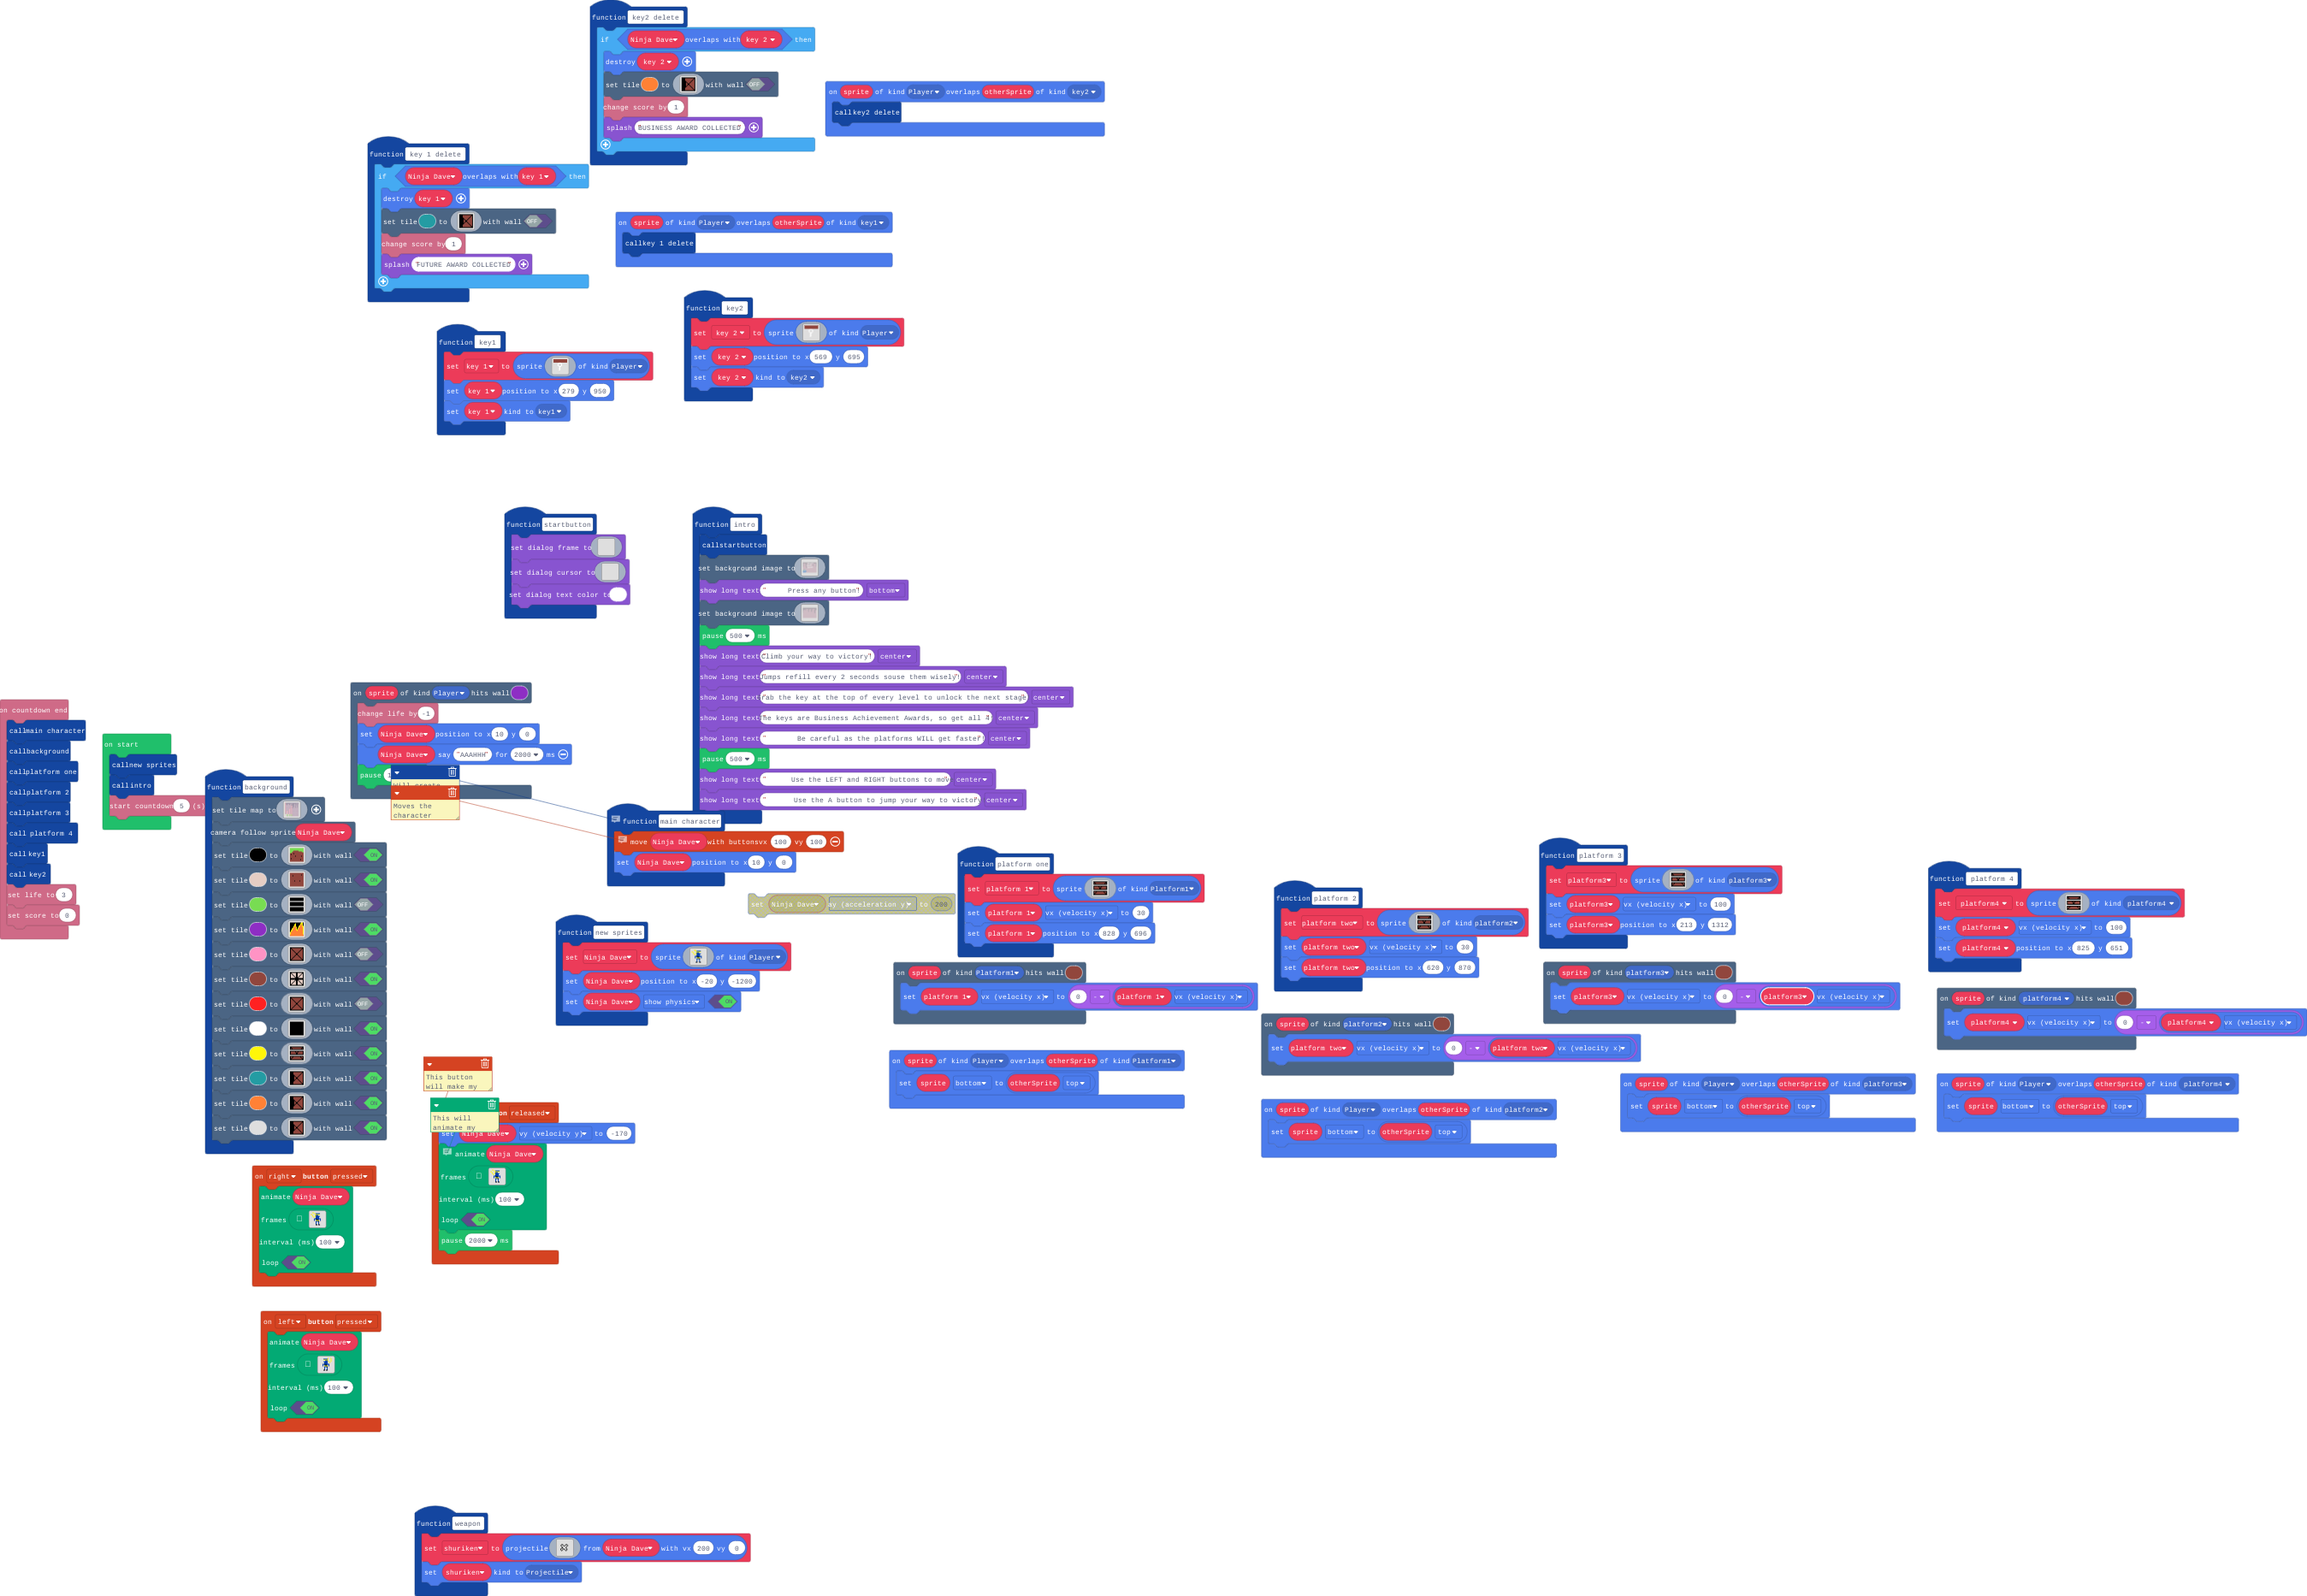 function key2 delete
if Ninja Dave overlaps with key 2 then
destroy key 2
set tile to with wall OFF
change score by 1
splash "BUSINESS AWARD COLLECTED"
on sprite of kind Player overlaps otherSprite of kind key2
callkey2 delete
function key 1 delete
if Ninja Dave overlaps with key 1 then
destroy key 1
set tile to with wall OFF
change score by 1
splash "FUTURE AWARD COLLECTED"
on sprite of kind Player overlaps otherSprite of kind key1
callkey 1 delete
function key2
set key 2 to sprite of kind Player
set key 2 position to x 569 y 695
set key 2 kind to key2
function key1
set key 1 to sprite of kind Player
set key 1 position to x 279 y 950
set key 1 kind to key1
function startbutton
set dialog frame to
set dialog cursor to
set dialog text color to
function intro
callstartbutton
set background image to
show long text " Press any button" bottom
set background image to
pause 500 ms
show long text Climb your way to victory" center
show long text umps refill every 2 seconds souse them wisely" center
show long text ab the key at the top of every level to unlock the next stage center
show long text he keys are Business Achievement Awards, so get all 4 center
show long text Be careful as the platforms WILL get faster center
pause 500 ms
show long text " Use the LEFT and RIGHT buttons to mov center
show long text " Use the A button to jump your way to victor center
on countdown end
callmain character
callbackground
callplatform one
callplatform 2
callplatform 3
call platform 4
call key1
call key2
set life to 3
set score to 0
on start
callnew sprites
callintro
start countdown 5 (s)
on sprite of kind Player hits wall
change life by -1
set Ninja Dave position to x 10 y 0
Ninja Dave say "AAAHHH" for 2000 ms
pause 1
Moves the
character
function background
set tile map to
camera follow sprite Ninja Dave
set tile to with wall ON
set tile to with wall ON
set tile to with wall OFF
set tile to with wall ON
set tile to with wall OFF
set tile to with wall ON
set tile to with wall OFF
set tile to with wall ON
set tile to with wall ON
set tile to with wall ON
set tile to with wall ON
set tile to with wall ON
function main character
move Ninja Dave with buttons vx 100 vy 100
set Ninja Dave position to x 10 y 0
set Ninja Dave ay (acceleration y) to 200
function new sprites
set Ninja Dave to sprite of kind Player
set Ninja Dave position to x -20 y -1200
set Ninja Dave show physics ON
function platform one
set platform 1 to sprite of kind Platform1
set platform 1 vx (velocity x) to 30
set platform 1 position to x 828 y 696
on sprite of kind Platform1 hits wall
set platform 1 vx (velocity x) to 0 - platform 1 vx (velocity x)
on sprite of kind Player overlaps otherSprite of kind Platform1
set sprite bottom to otherSprite top
function platform 2
set platform two to sprite of kind platform2
set platform two vx (velocity x) to 30
set platform two position to x 620 y 870
on sprite of kind platform2 hits wall
set platform two vx (velocity x) to 0 - platform two vx (velocity x)
on sprite of kind Player overlaps otherSprite of kind platform2
set sprite bottom to otherSprite top
function platform 3
set platform3 to sprite of kind platform3
set platform3 vx (velocity x) to 100
set platform3 position to x 213 y 1312
on sprite of kind platform3 hits wall
set platform3 vx (velocity x) to 0 - platform3 vx (velocity x)
on sprite of kind Player overlaps otherSprite of kind platform3
set sprite bottom to otherSprite top
function platform 4
set platform4 to sprite of kind platform4
set platform4 vx (velocity x) to 100
set platform4 position to x 825 y 651
on sprite of kind platform4 hits wall
set platform4 vx (velocity x) to 0 - platform4 vx (velocity x)
on sprite of kind Player overlaps otherSprite of kind platform4
set sprite bottom to otherSprite top
This button
will make my
This will
animate my
on released
set Ninja Dave vy (velocity y) to -170
animate Ninja Dave
frames
interval (ms) 100
loop ON
pause 2000 ms
on right button pressed
animate Ninja Dave
frames
interval (ms) 100
loop ON
on left button pressed
animate Ninja Dave
frames
interval (ms) 100
loop ON
function weapon
set shuriken to projectile from Ninja Dave with vx 200 vy 0
set shuriken kind to Projectile